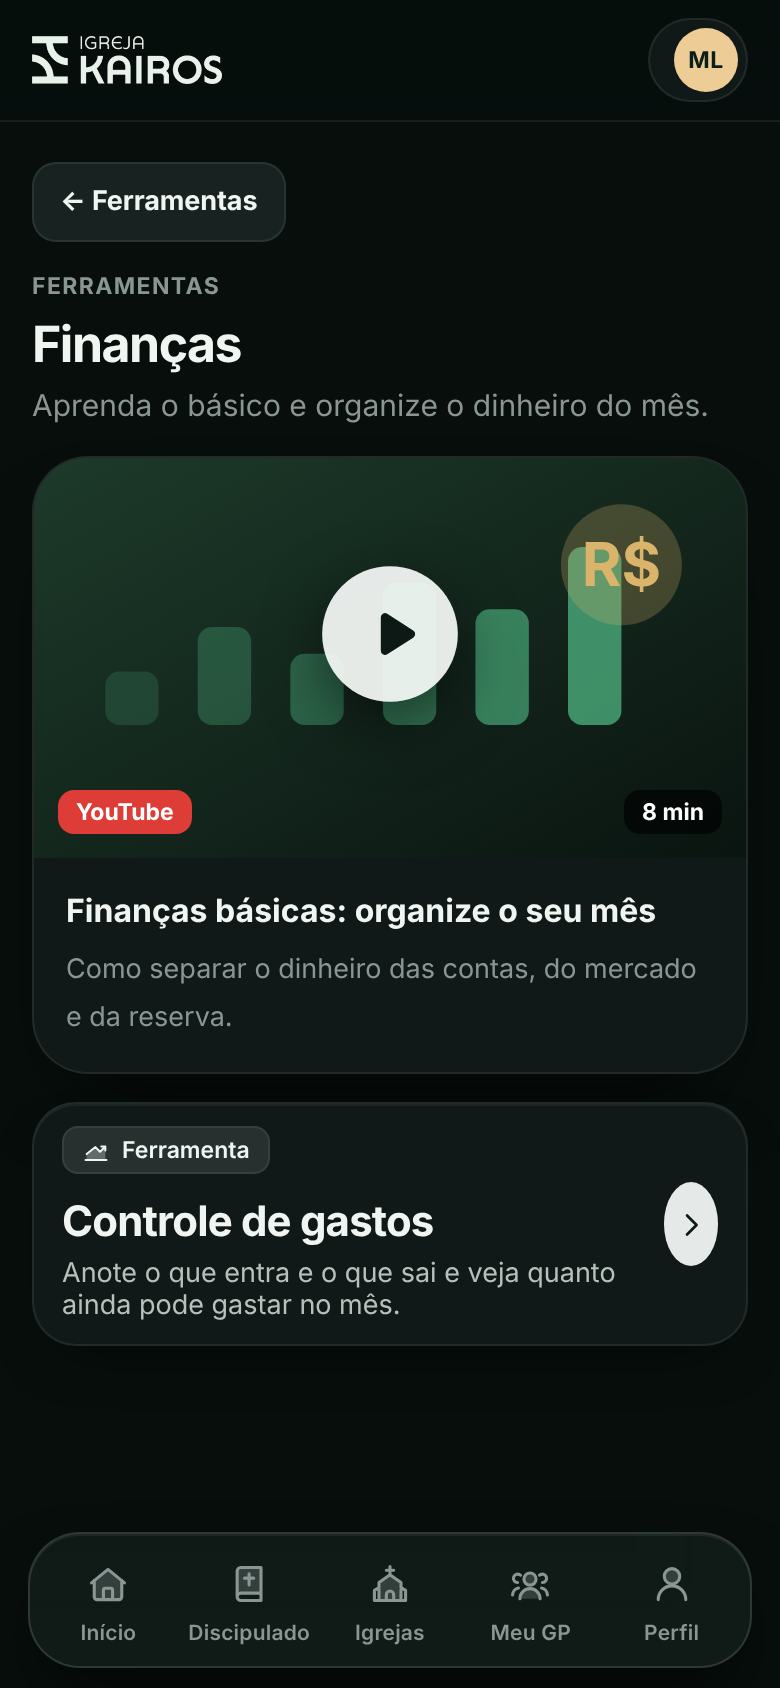 IGREJA
KAIROS
ML
← Ferramentas
FERRAMENTAS
Finanças
Aprenda o básico e organize o dinheiro do mês.
R$
YouTube
8 min
Finanças básicas: organize o seu mês
Como separar o dinheiro das contas, do mercado
e da reserva.
Ferramenta
Controle de gastos
Anote o que entra e o que sai e veja quanto
ainda pode gastar no mês.
Início
Discipulado
Igrejas
Meu GP
Perfil